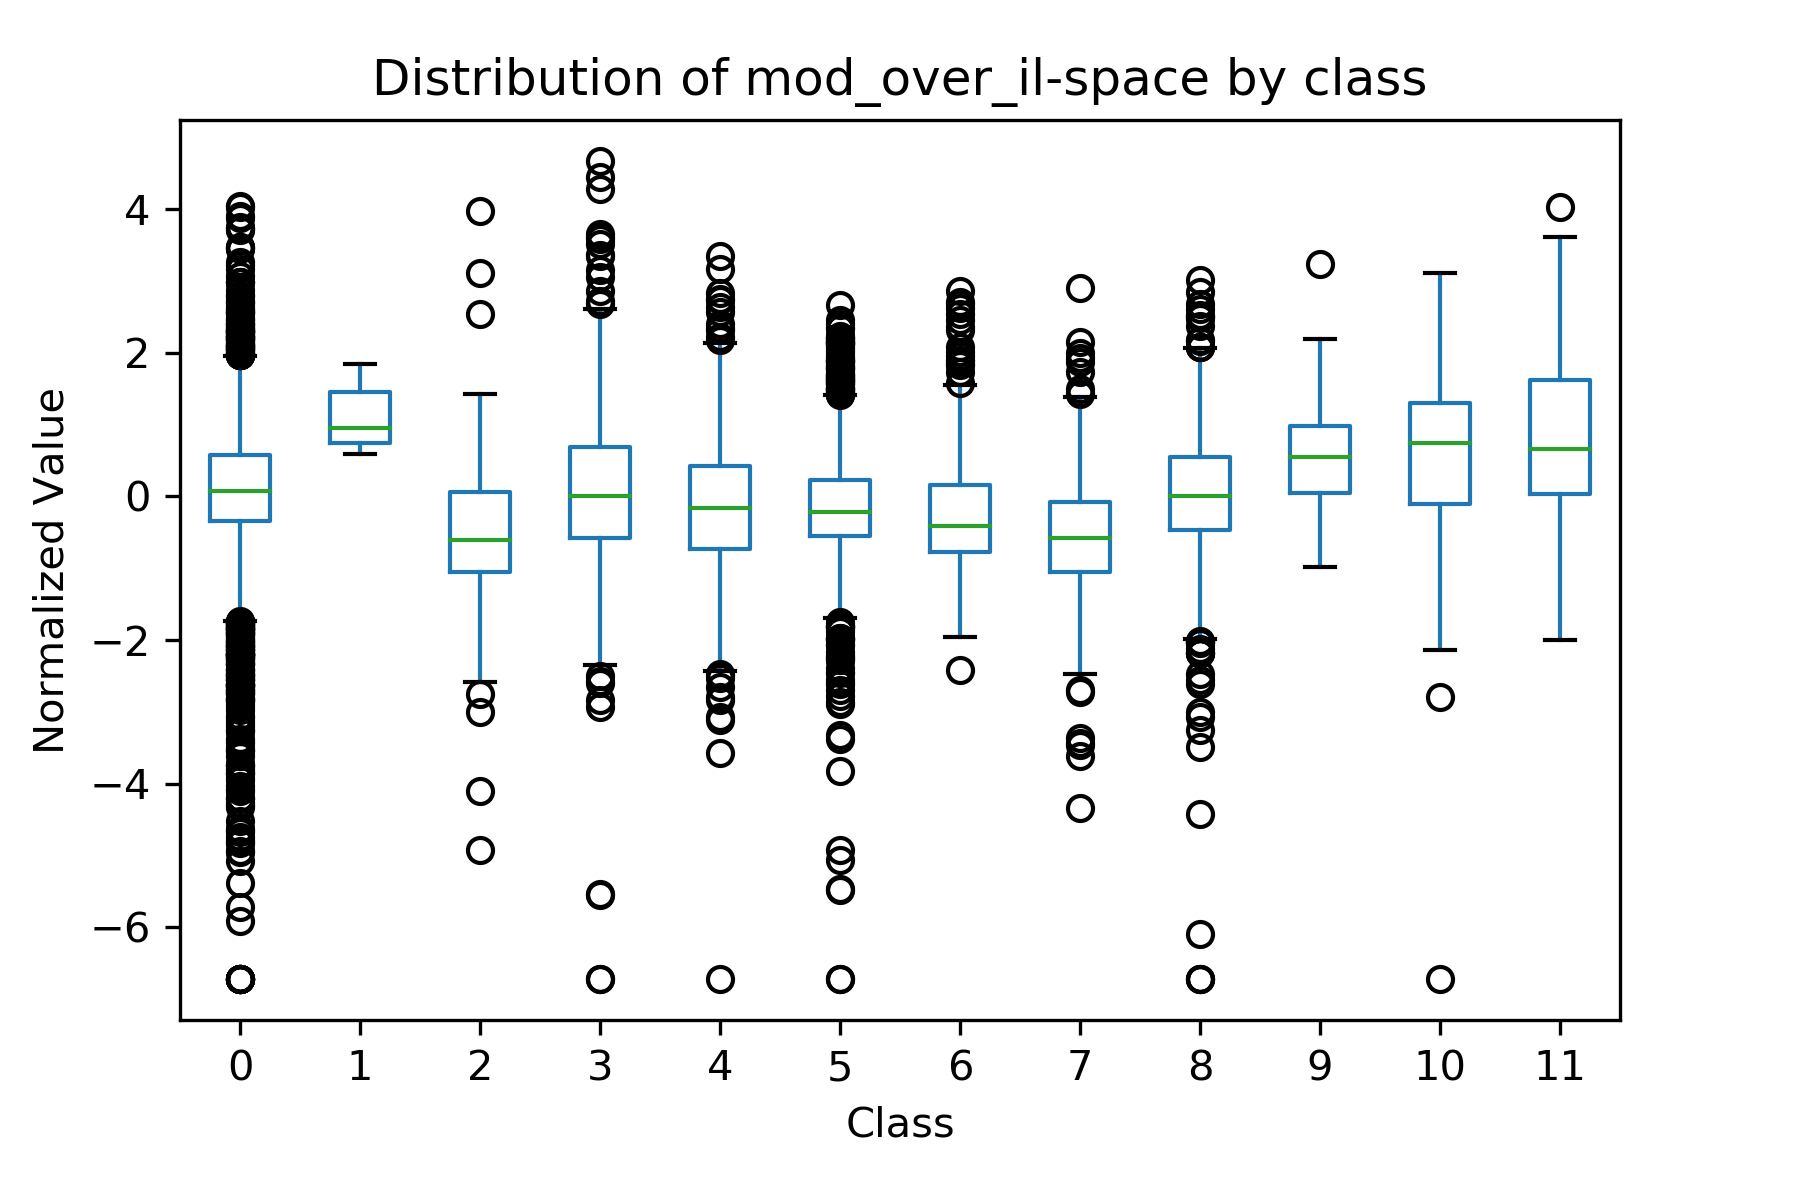 Distribution of mod_over_il-space by class
Normalized Value
4
2
0
−2
−4
−6
0 1 2 3 4 5 6 7 8 9 10 11
Class